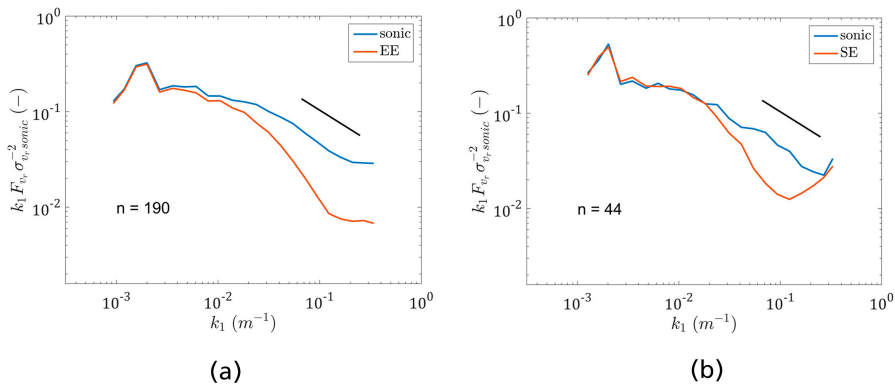 10^0
10^-1
10^-2
k_1 F_{v_r} σ^{-2}_{v_r sonic} (−)
sonic
EE
n = 190
10^-3 10^-2 10^-1 10^0
k_1 (m^{-1})
(a)
10^0
10^-1
10^-2
k_1 F_{v_r} σ^{-2}_{v_r sonic} (−)
sonic
SE
n = 44
10^-3 10^-2 10^-1 10^0
k_1 (m^{-1})
(b)